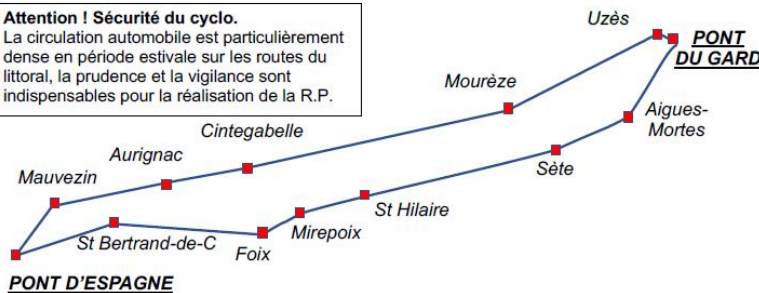 Attention ! Sécurité du cyclo.
La circulation automobile est particulièrement
dense en période estivale sur les routes du
littoral, la prudence et la vigilance sont
indispensables pour la réalisation de la R.P.
Uzès
PONT
DU GARD
Mourèze
Aigues-
Mortes
Cintegabelle
Aurignac
Sète
Mauvezin
St Hilaire
Mirepoix
St Bertrand-de-C
Foix
PONT D'ESPAGNE